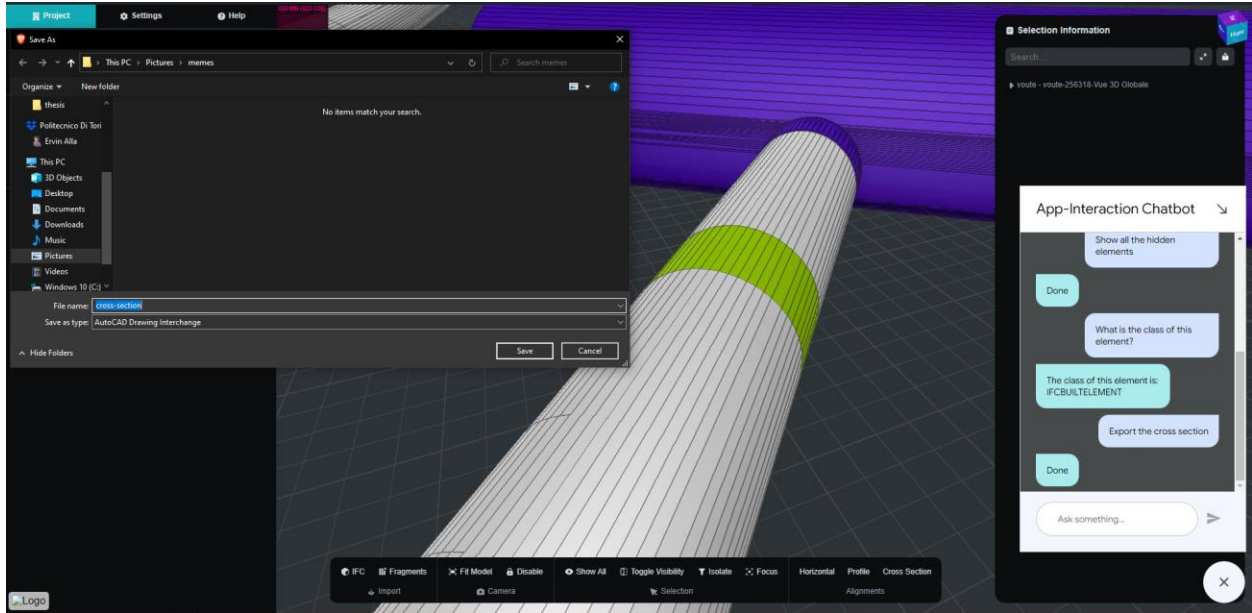 Project
Settings
Help
Save As
This PC > Pictures > memes
Search memes
Organize
New folder
thesis
Politecnico Di Tori
Ervin Alla
This PC
3D Objects
Desktop
Documents
Downloads
Music
Pictures
Videos
Windows 10 (C:)
No items match your search.
File name: cross-section
Save as type: AutoCAD Drawing Interchange
Hide Folders
Save
Cancel
Selection Information
Search...
voute - voute-256318-Vue 3D Globale
App-Interaction Chatbot
Show all the hidden
elements
Done
What is the class of this
element?
The class of this element is:
IFCBUILTELEMENT
Export the cross section
Done
Ask something...
IFC
Fragments
Fit Model
Disable
Show All
Toggle Visibility
Isolate
Focus
Horizontal
Profile
Cross Section
Import
Camera
Selection
Alignments
Logo